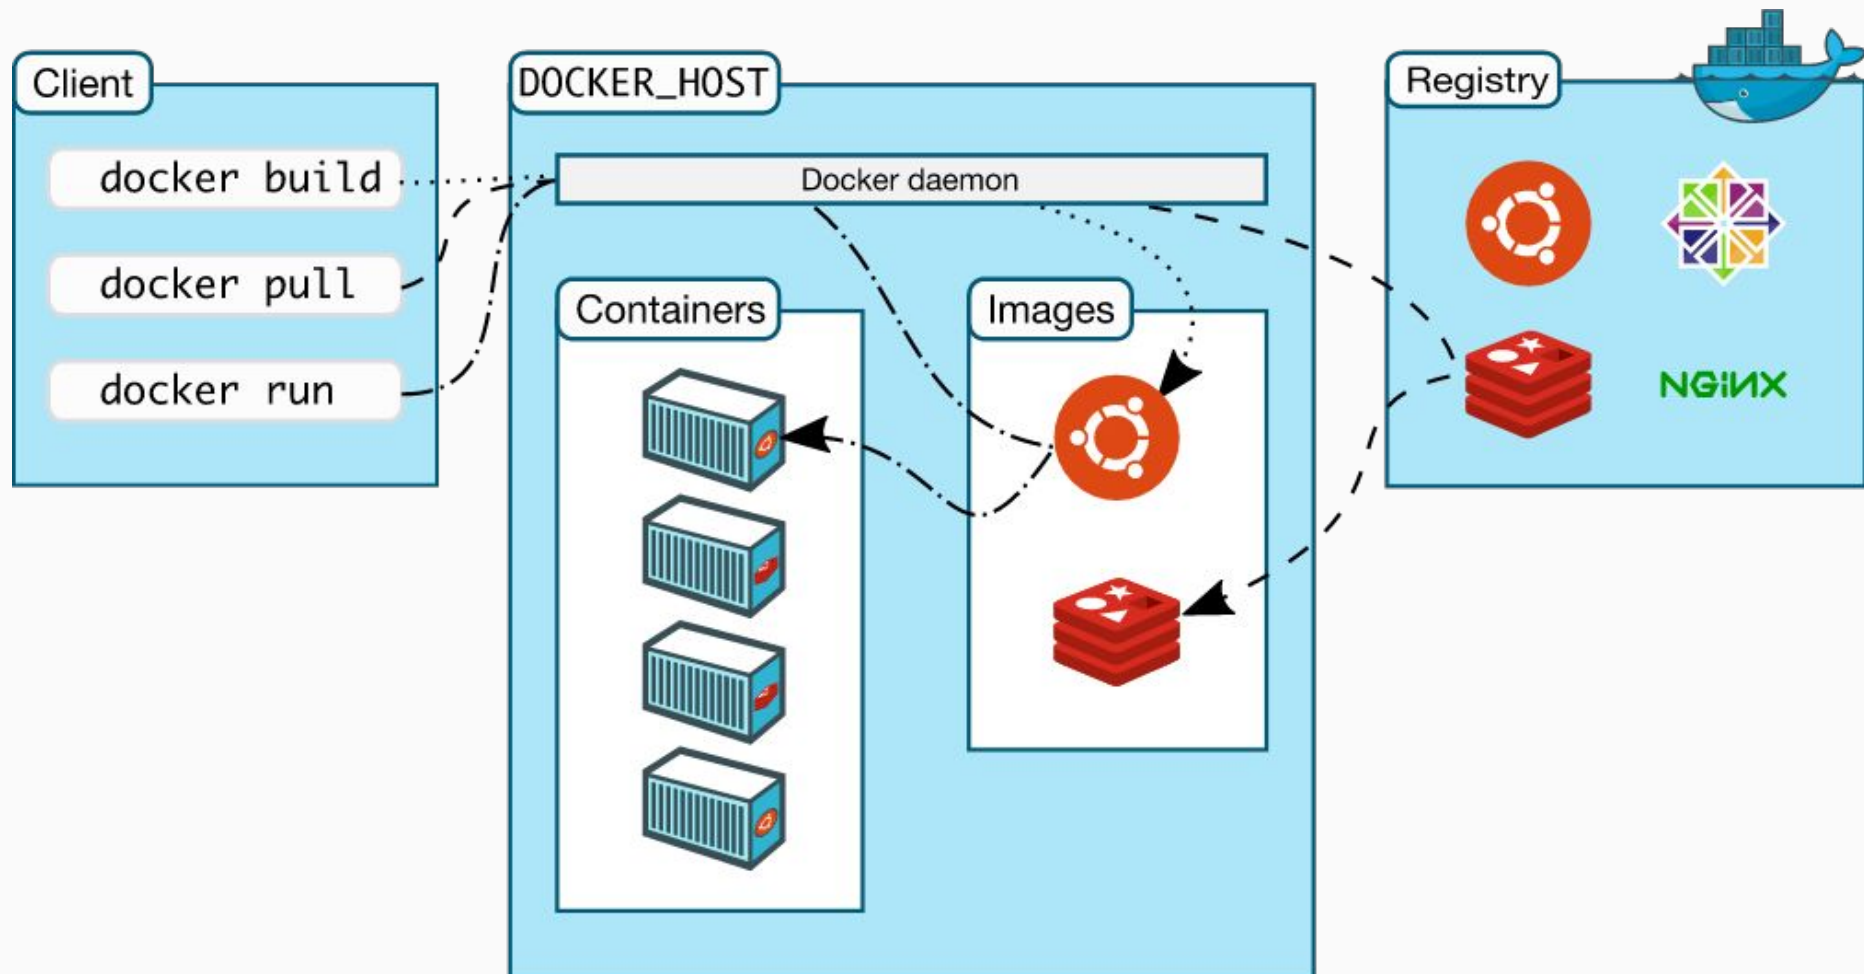 Client
docker build
docker pull
docker run
DOCKER_HOST
Docker daemon
Containers
Images
Registry
NGiNX